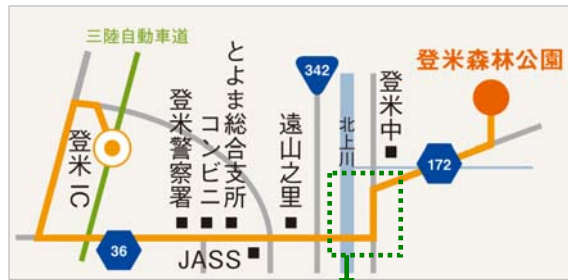 三陸自動車道
登米IC
36
登米警察署
コンビニ
とよま総合支所
JASS
遠山之里
342
北上川
登米中
172
登米森林公園